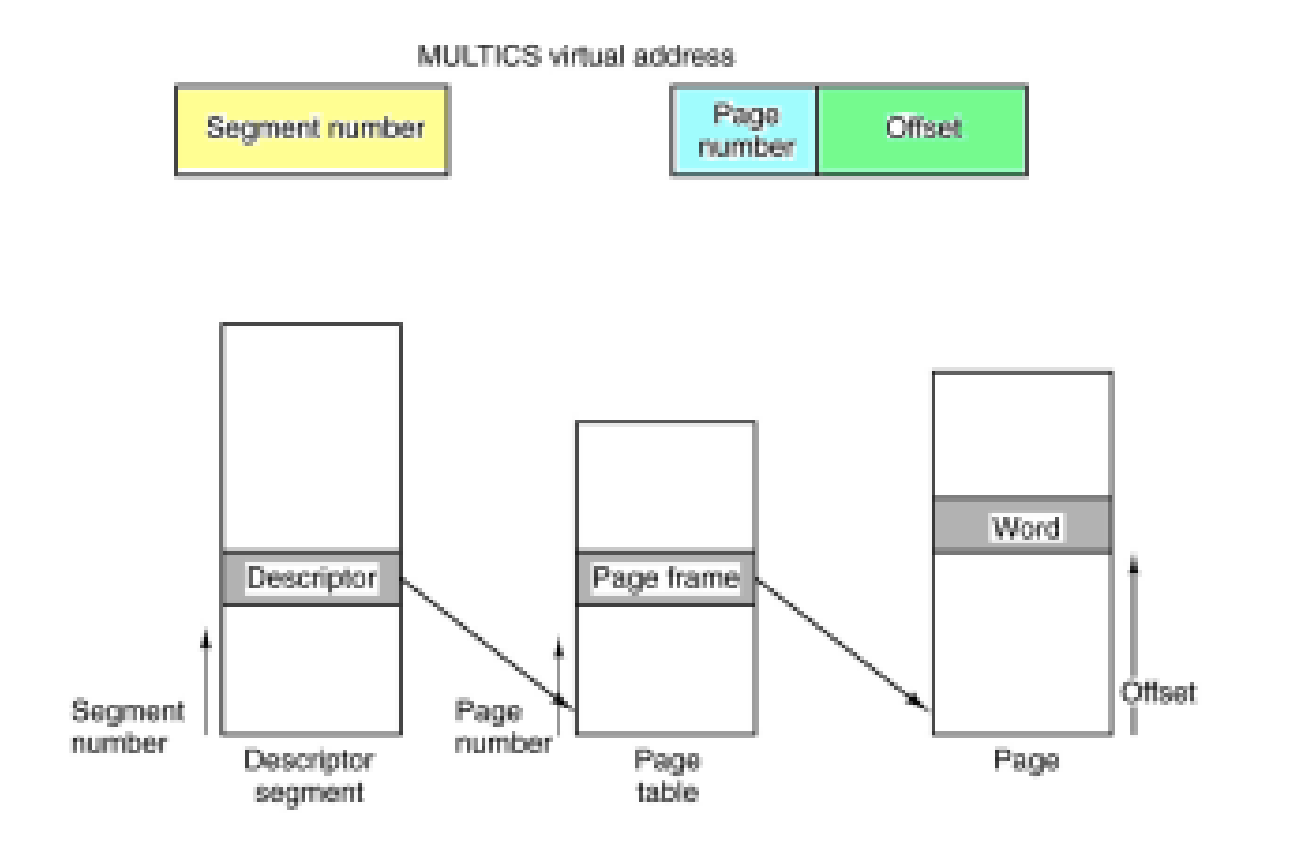 MULTICS virtual address
Segment number
Page
number
Offset
Descriptor
Page frame
Word
Segment
number
Page
number
Offset
Descriptor
segment
Page
table
Page